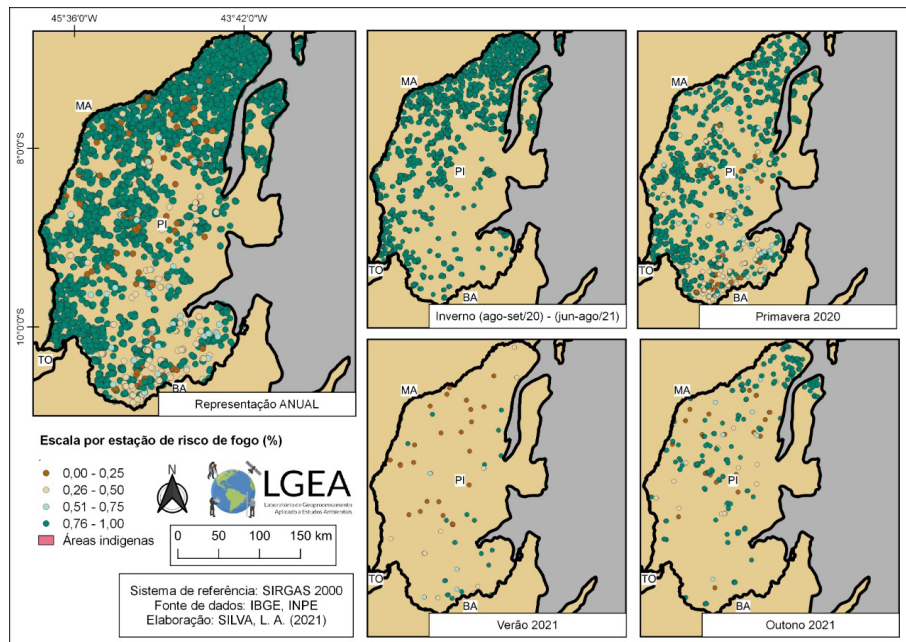 45°36'0"W
43°42'0"W
8°0'0"S
10°0'0"S
MA
PI
TO
BA
Representação ANUAL
PI
BA
Inverno (ago-set/20) - (jun-ago/21)
MA
PI
TO
BA
Primavera 2020
MA
PI
TO
BA
Verão 2021
MA
PI
TO
BA
Outono 2021
Escala por estação de risco de fogo (%)
0,00 - 0,25
0,26 - 0,50
0,51 - 0,75
0,76 - 1,00
Áreas indigenas
N
LGEA
Laboratório de Geoprocessamento
Aplicado a Estudos Ambientais
0 50 100 150 km
Sistema de referência: SIRGAS 2000
Fonte de dados: IBGE, INPE
Elaboração: SILVA, L. A. (2021)